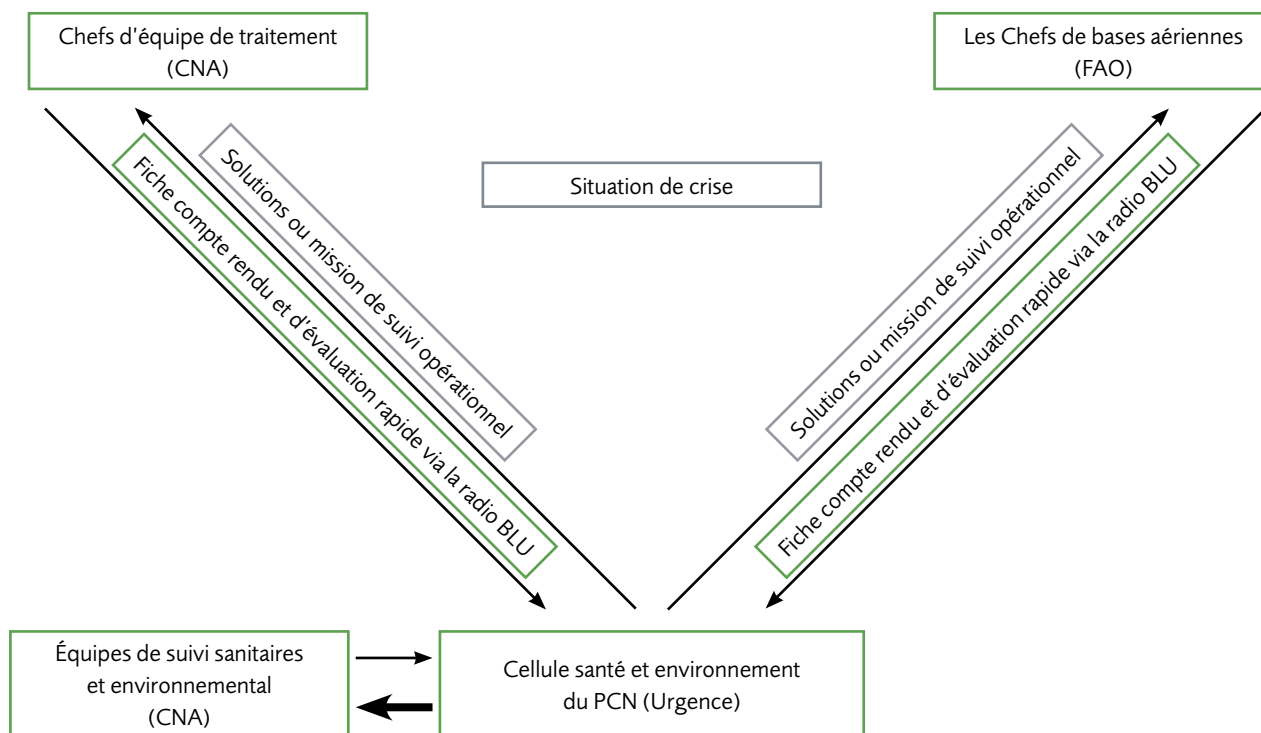 Chefs d'équipe de traitement
(CNA)
Les Chefs de bases aériennes
(FAO)
Situation de crise
Solutions ou mission de suivi opérationnel
Fiche compte rendu et d'évaluation rapide via la radio BLU
Solutions ou mission de suivi opérationnel
Fiche compte rendu et d'évaluation rapide via la radio BLU
Équipes de suivi sanitaires
et environnemental
(CNA)
Cellule santé et environnement
du PCN (Urgence)